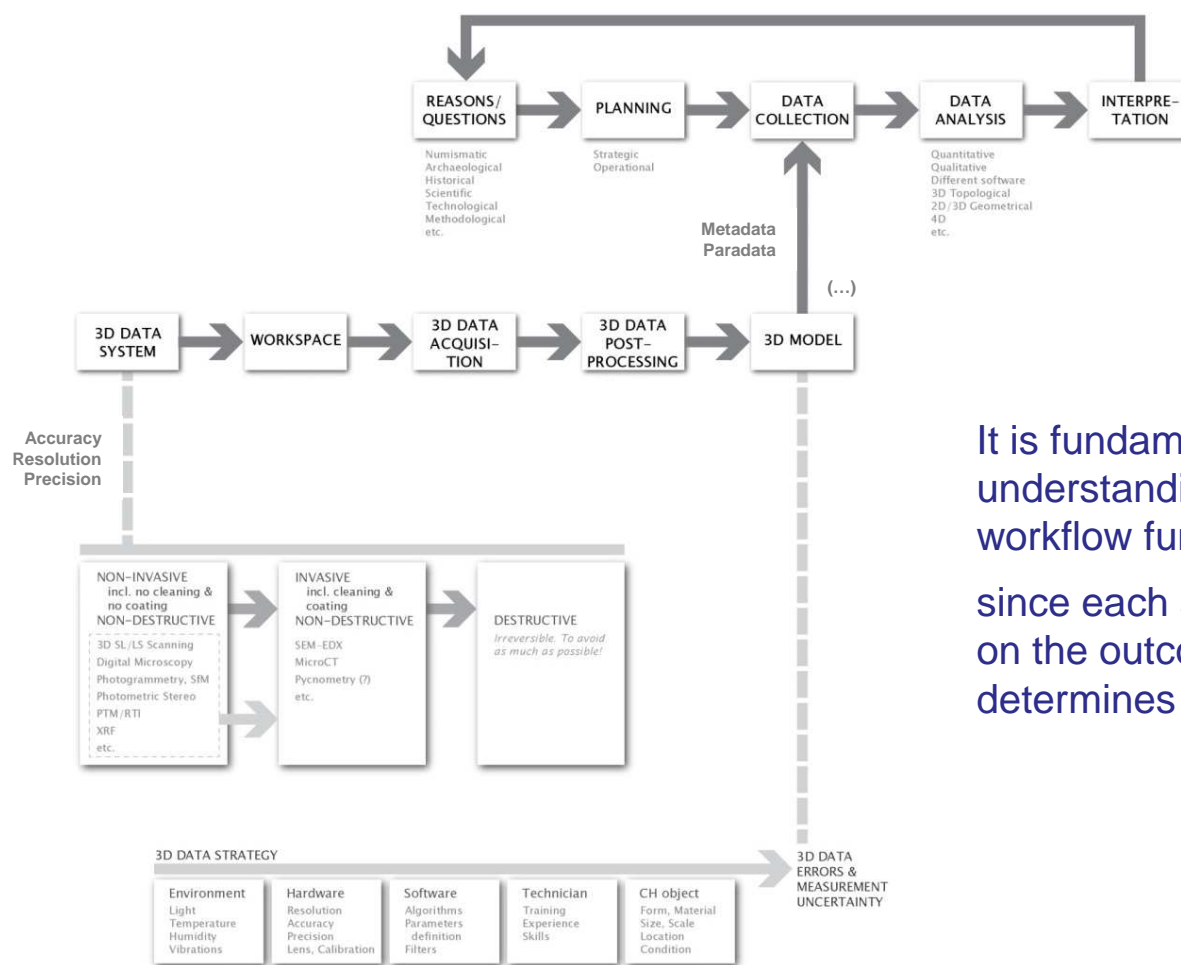 REASONS/
QUESTIONS
PLANNING
DATA
COLLECTION
DATA
ANALYSIS
INTERPRE-
TATION
Numismatic
Archaeological
Historical
Scientific
Technological
Methodological
etc.
Strategic
Operational
Quantitative
Qualitative
Different software
3D Topological
2D/3D Geometrical
4D
etc.
Metadata
Paradata
(...)
3D DATA
SYSTEM
WORKSPACE
3D DATA
ACQUISI-
TION
3D DATA
POST-
PROCESSING
3D MODEL
Accuracy
Resolution
Precision
It is
understandi
workflow
since each
on the
determines
NON-INVASIVE
incl. no cleaning &
no coating
NON-DESTRUCTIVE
3D SL/LS Scanning
Digital Microscopy
Photogrammetry, SfM
Photometric Stereo
PTM/RTI
XRF
etc.
INVASIVE
incl. cleaning &
coating
NON-DESTRUCTIVE
SEM-EDX
MicroCT
Pycnometry (?)
etc.
DESTRUCTIVE
Irreversible. To avoid
as much as possible!
3D DATA STRATEGY
Environment
Light
Temperature
Humidity
Vibrations
Hardware
Resolution
Accuracy
Precision
Lens, Calibration
Software
Algorithms
Parameters
definition
Filters
Technician
Training
Experience
Skills
CH object
Form, Material
Size, Scale
Location
Condition
3D DATA
ERRORS &
MEASUREMENT
UNCERTAINTY